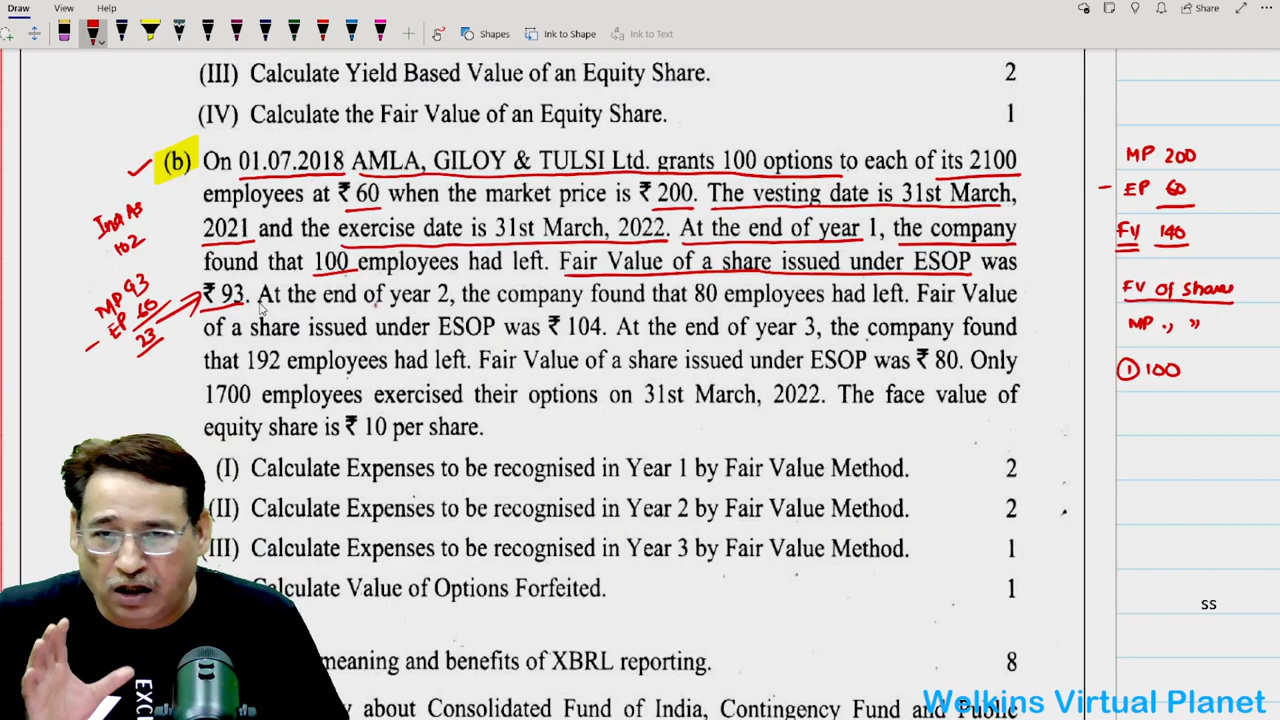 Draw View Help
Share
Shapes Ink to Shape Ink to Text
(III) Calculate Yield Based Value of an Equity Share. 2
(IV) Calculate the Fair Value of an Equity Share. 1
(b) On 01.07.2018 AMLA, GILOY & TULSI Ltd. grants 100 options to each of its 2100
employees at ₹ 60 when the market price is ₹ 200. The vesting date is 31st March,
2021 and the exercise date is 31st March, 2022. At the end of year 1, the company
found that 100 employees had left. Fair Value of a share issued under ESOP was
₹ 93. At the end of year 2, the company found that 80 employees had left. Fair Value
of a share issued under ESOP was ₹ 104. At the end of year 3, the company found
that 192 employees had left. Fair Value of a share issued under ESOP was ₹ 80. Only
1700 employees exercised their options on 31st March, 2022. The face value of
equity share is ₹ 10 per share.
(I) Calculate Expenses to be recognised in Year 1 by Fair Value Method. 2
(II) Calculate Expenses to be recognised in Year 2 by Fair Value Method. 2
(III) Calculate Expenses to be recognised in Year 3 by Fair Value Method. 1
Calculate Value of Options Forfeited. 1
meaning and benefits of XBRL reporting. 8
about Consolidated Fund of India, Contingency Fund and Public
Ind AS
102
MP 93
- EP 60
23
MP 200
- EP 60
FV 140
FV of share
MP " "
① 100
SS
EXC
Welkins Virtual Planet